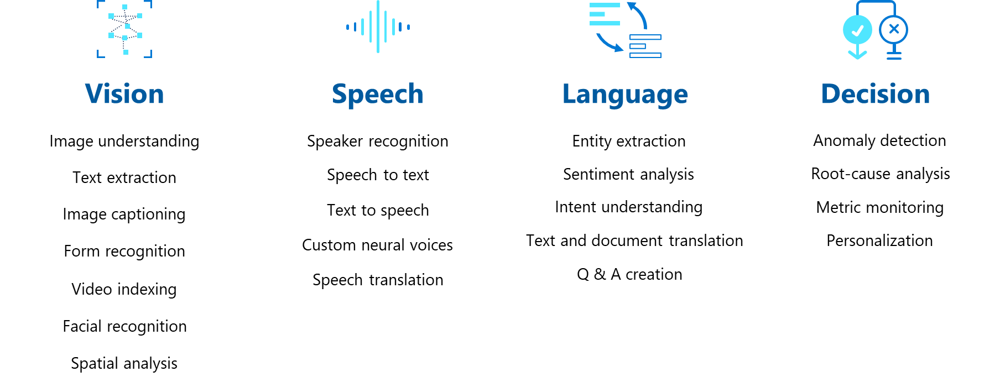 Vision
Image understanding
Text extraction
Image captioning
Form recognition
Video indexing
Facial recognition
Spatial analysis
Speech
Speaker recognition
Speech to text
Text to speech
Custom neural voices
Speech translation
Language
Entity extraction
Sentiment analysis
Intent understanding
Text and document translation
Q & A creation
Decision
Anomaly detection
Root-cause analysis
Metric monitoring
Personalization